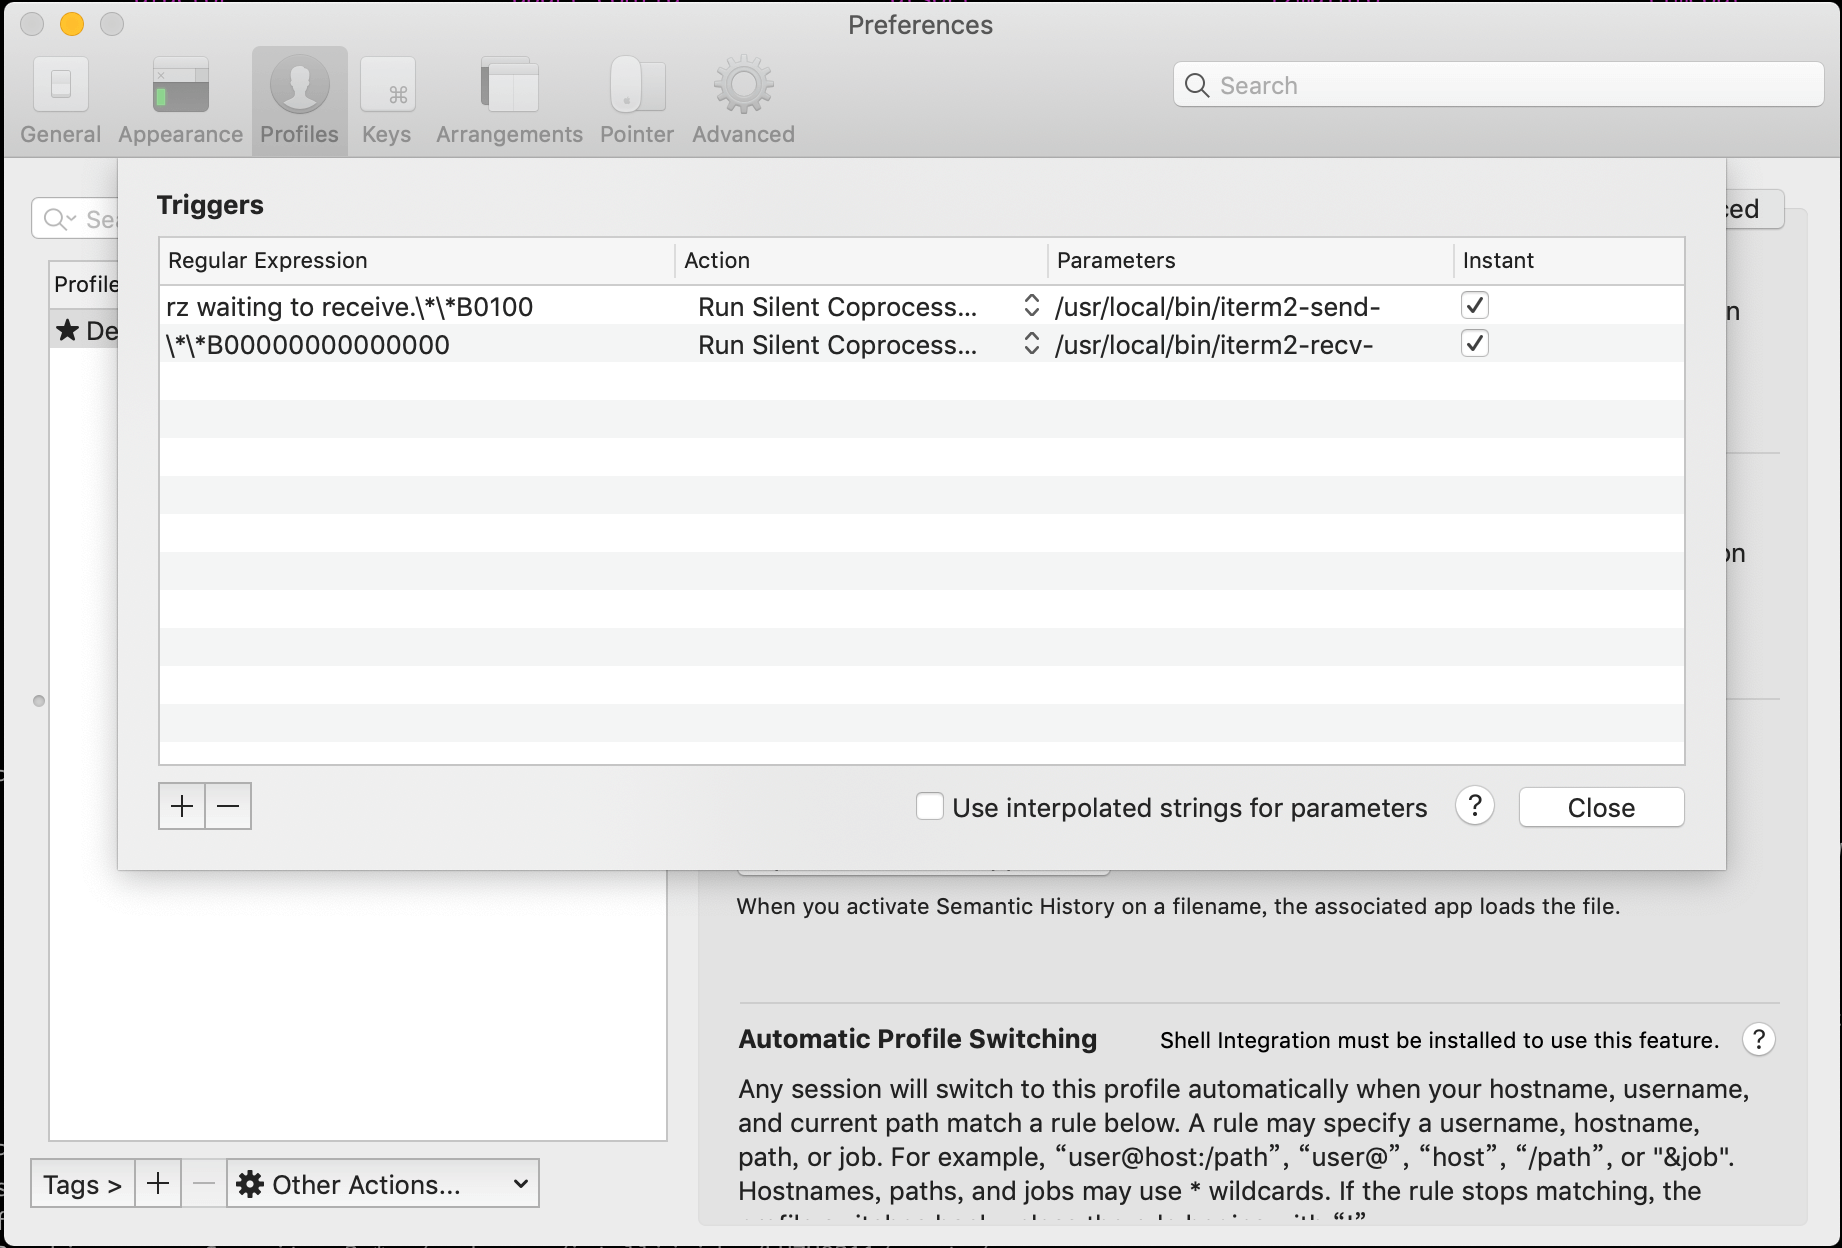 Preferences
General Appearance Profiles Keys Arrangements Pointer Advanced
Search
Triggers
Regular Expression Action Parameters Instant
rz waiting to receive.\*\*B0100 Run Silent Coprocess... /usr/local/bin/iterm2-send-
\*\*B00000000000000 Run Silent Coprocess... /usr/local/bin/iterm2-recv-
Use interpolated strings for parameters ? Close
Profile
★ De
When you activate Semantic History on a filename, the associated app loads the file.
Automatic Profile Switching Shell Integration must be installed to use this feature. ?
Any session will switch to this profile automatically when your hostname, username,
and current path match a rule below. A rule may specify a username, hostname,
path, or job. For example, “user@host:/path”, “user@”, “host”, “/path”, or "&job".
Hostnames, paths, and jobs may use * wildcards. If the rule stops matching, the
Tags > + — Other Actions...